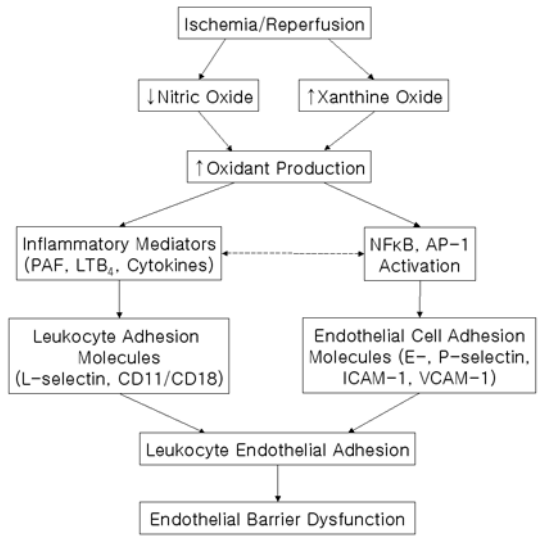 Ischemia/Reperfusion
↓Nitric Oxide
↑Xanthine Oxide
↑Oxidant Production
Inflammatory Mediators
(PAF, LTB₄, Cytokines)
NFκB, AP-1
Activation
Leukocyte Adhesion
Molecules
(L-selectin, CD11/CD18)
Endothelial Cell Adhesion
Molecules (E-, P-selectin,
ICAM-1, VCAM-1)
Leukocyte Endothelial Adhesion
Endothelial Barrier Dysfunction